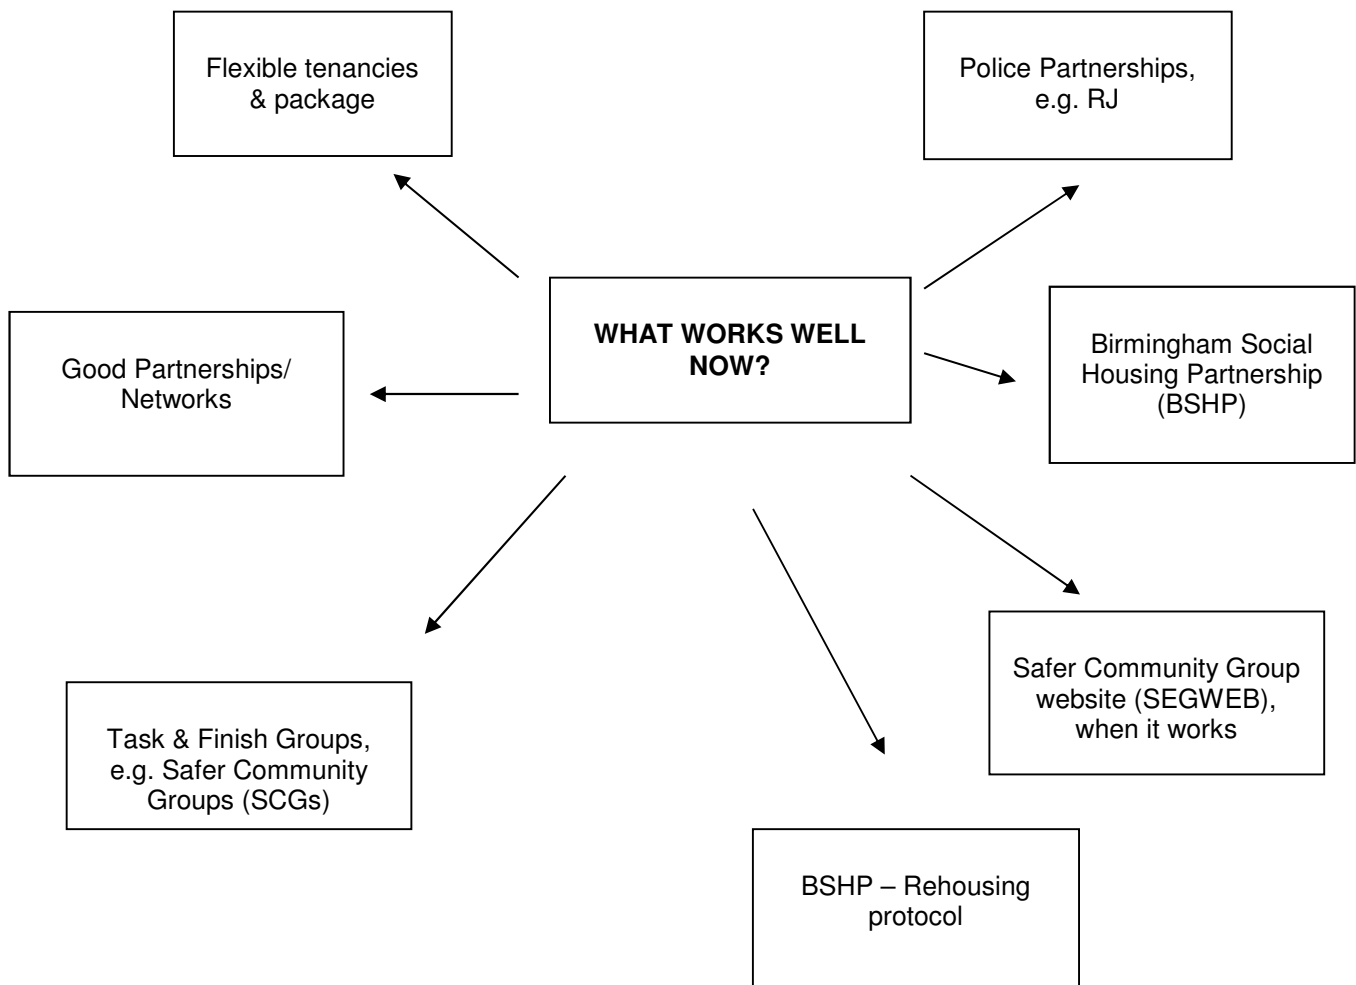 Flexible tenancies
& package
Police Partnerships,
e.g. RJ
WHAT WORKS WELL
NOW?
Good Partnerships/
Networks
Birmingham Social
Housing Partnership
(BSHP)
Safer Community Group
website (SEGWEB),
when it works
Task & Finish Groups,
e.g. Safer Community
Groups (SCGs)
BSHP – Rehousing
protocol